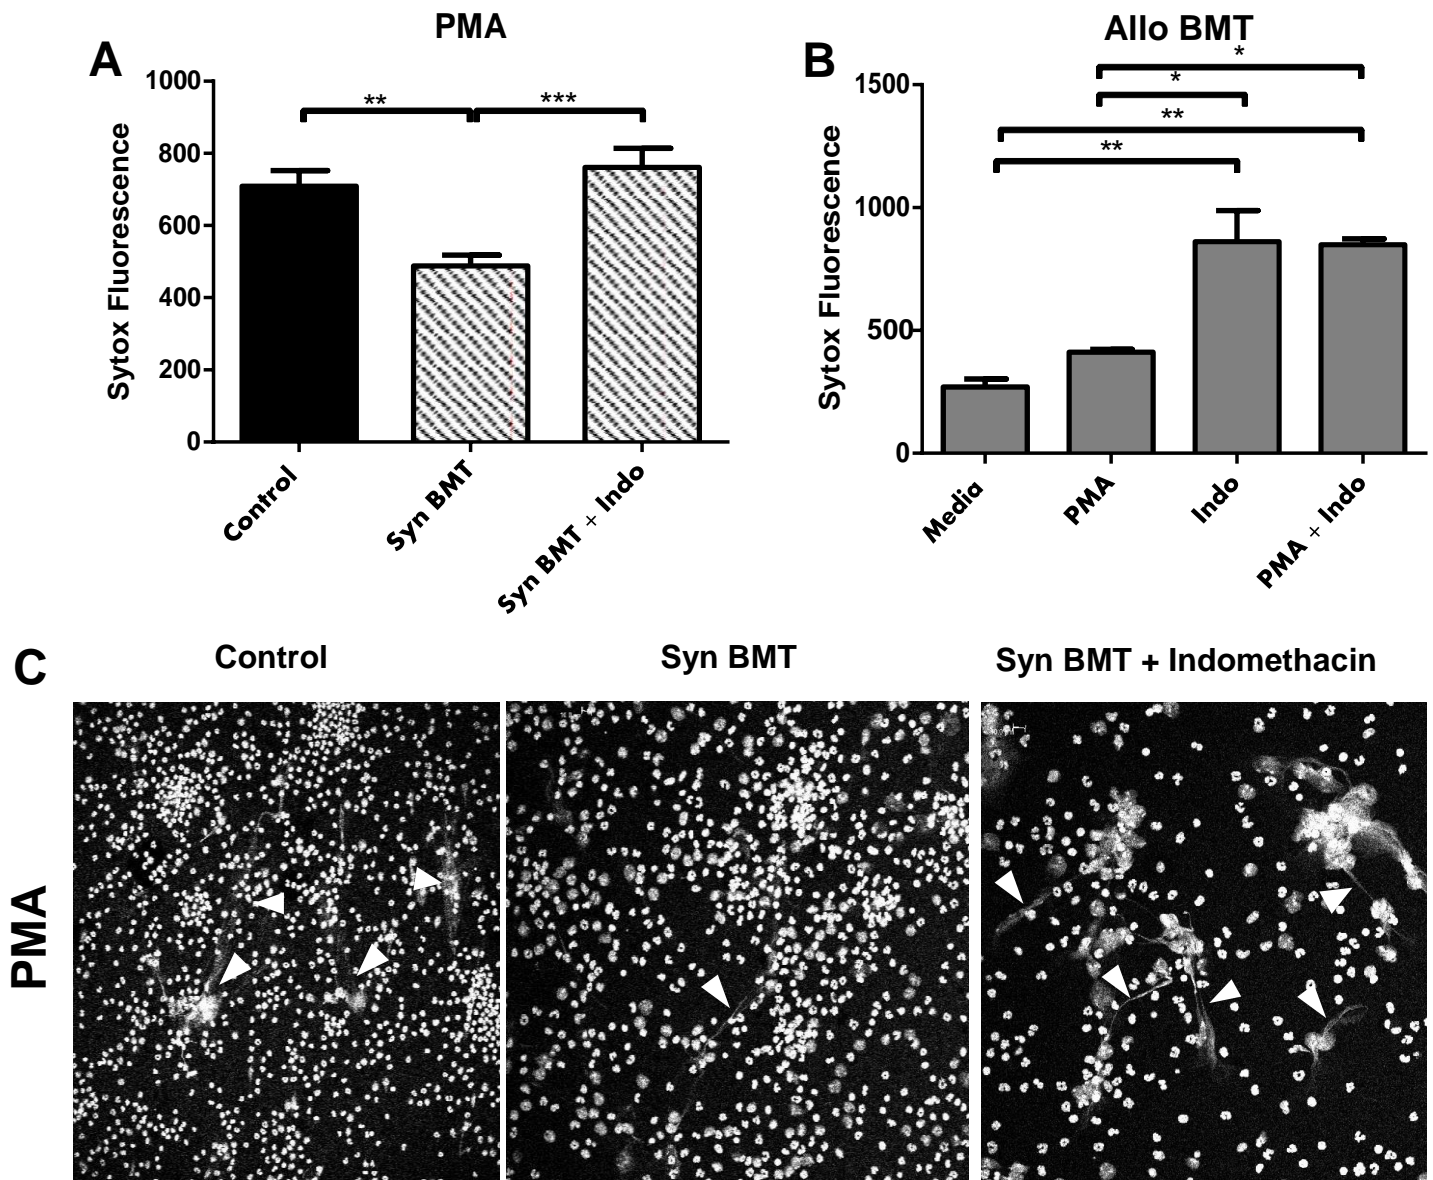 PMA
A
Sytox Fluorescence
1000
800
600
400
200
0
**
***
Control
Syn BMT
Syn BMT + Indo
Allo BMT
B
Sytox Fluorescence
1500
1000
500
0
*
*
**
**
Media
PMA
Indo
PMA + Indo
C
Control
Syn BMT
Syn BMT + Indomethacin
PMA